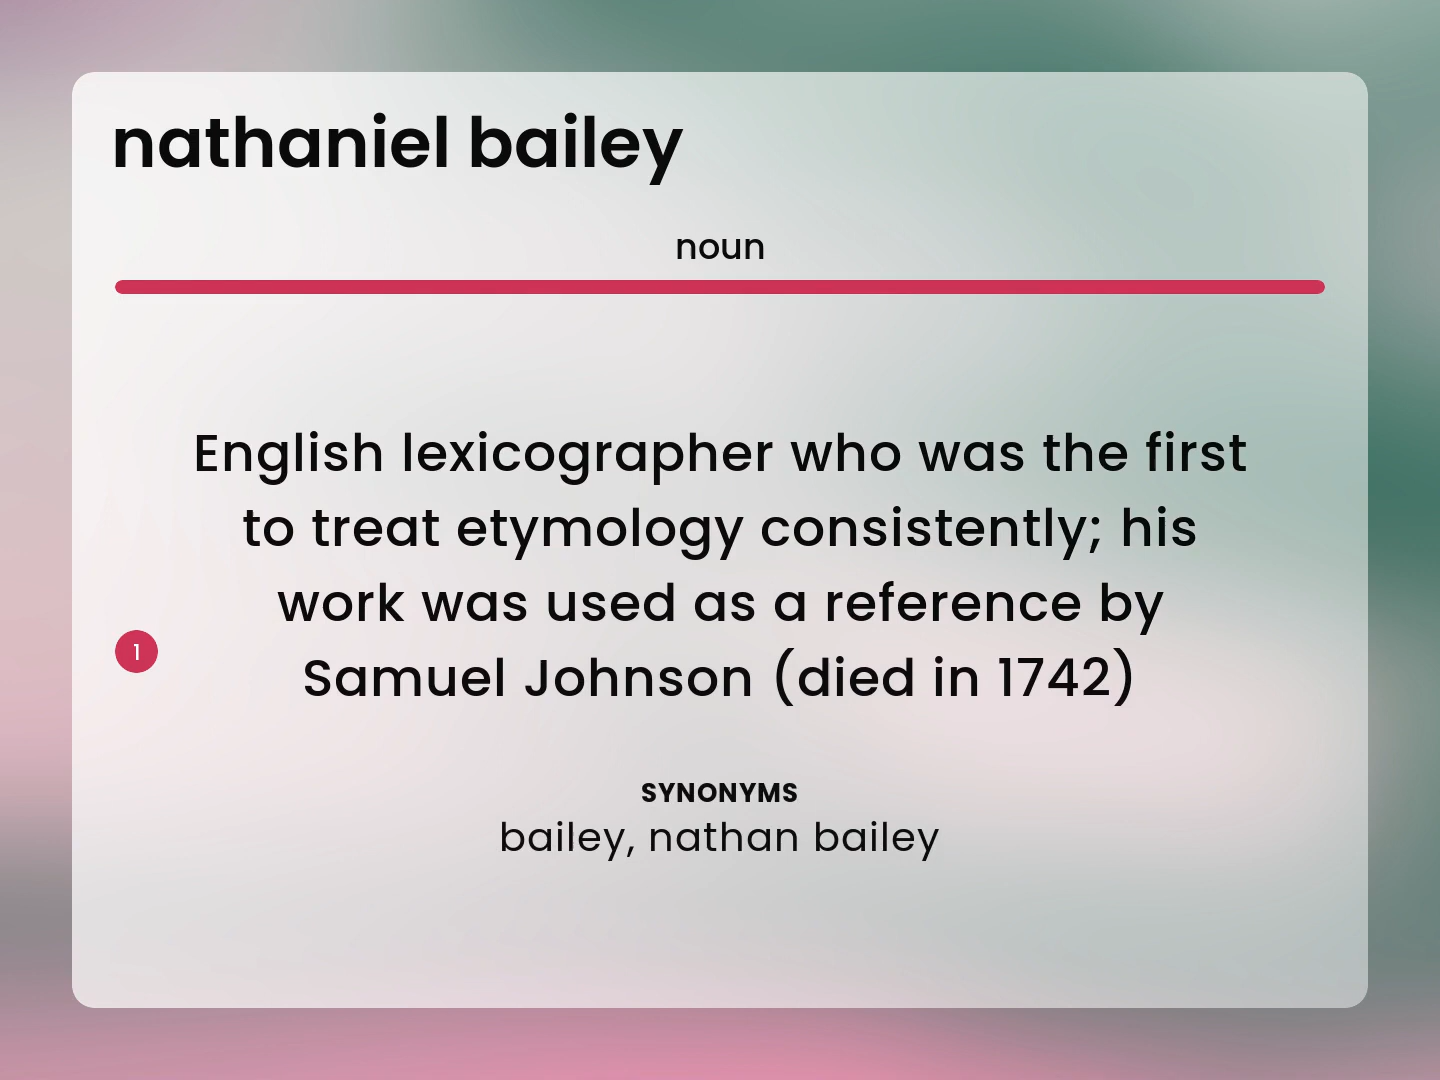 nathaniel bailey
noun
English lexicographer who was the first
to treat etymology consistently; his
work was used as a reference by
Samuel Johnson (died in 1742)
1
SYNONYMS
bailey, nathan bailey